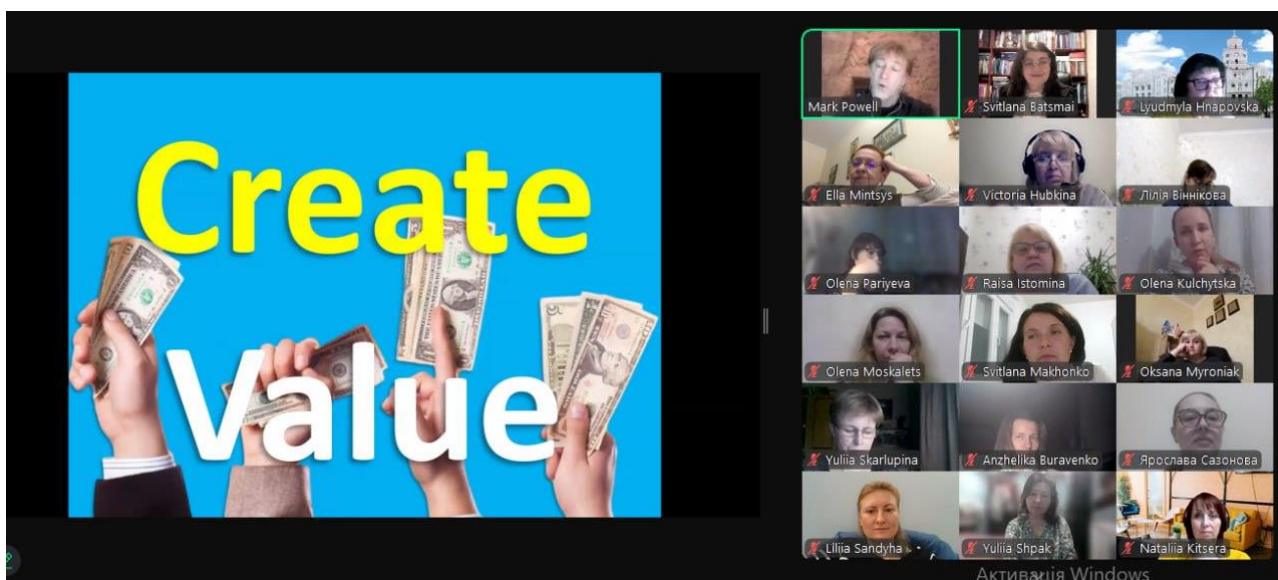 Create
Value
Mark Powell
Svitlana Batsmai
Lyudmyla Hnapovska
Ella Mintsys
Victoria Hubkina
Лілія Віннікова
Olena Pariyeva
Raisa Istomina
Olena Kulchytska
Olena Moskalets
Svitlana Makhonko
Oksana Myroniak
Yuliia Skarlupina
Anzhelika Buravenko
Ярослава Сазонова
Liliia Sandyha
Yuliia Shpak
Nataliia Kitsera
Активація Windows